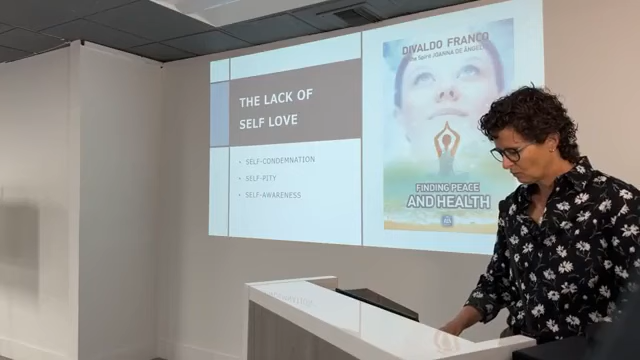 THE LACK OF
SELF LOVE
• SELF-CONDEMNATION
• SELF-PITY
• SELF-AWARENESS
DIVALDO FRANCO
FINDING PEACE
AND HEALTH